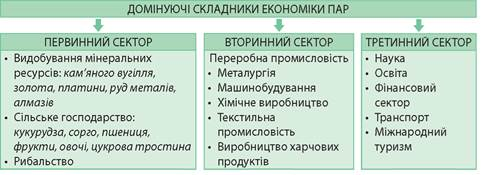 ДОМІНУЮЧІ СКЛАДНИКИ ЕКОНОМІКИ ПАР
ПЕРВИННИЙ СЕКТОР
• Видобування мінеральних
ресурсів: кам’яного вугілля,
золота, платини, руд металів,
алмазів
• Сільське господарство:
кукурудза, сорго, пшениця,
фрукти, овочі, цукрова тростина
• Рибальство
ВТОРИННИЙ СЕКТОР
Переробна промисловість
• Металургія
• Машинобудування
• Хімічне виробництво
• Текстильна
промисловість
• Виробництво харчових
продуктів
ТРЕТИННИЙ СЕКТОР
• Наука
• Освіта
• Фінансовий
сектор
• Транспорт
• Міжнародний
туризм